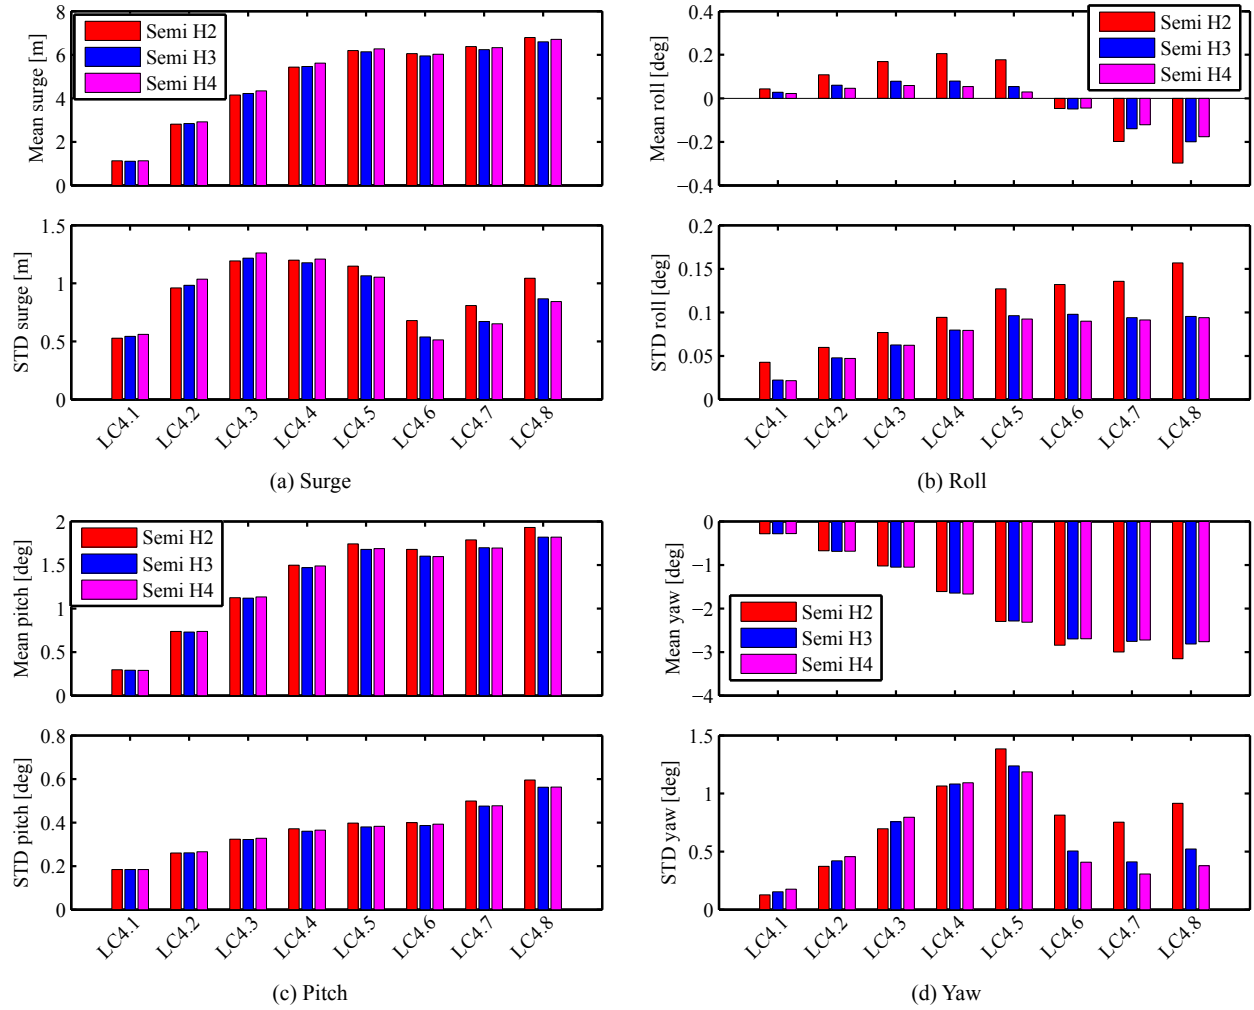 Mean surge [m]
8
6
4
2
0
Semi H2
Semi H3
Semi H4
STD surge [m]
1.5
1
0.5
0
LC4.1 LC4.2 LC4.3 LC4.4 LC4.5 LC4.6 LC4.7 LC4.8
(a) Surge
Mean roll [deg]
0.4
0.2
0
−0.2
−0.4
Semi H2
Semi H3
Semi H4
STD roll [deg]
0.2
0.15
0.1
0.05
0
LC4.1 LC4.2 LC4.3 LC4.4 LC4.5 LC4.6 LC4.7 LC4.8
(b) Roll
Mean pitch [deg]
2
1.5
1
0.5
0
Semi H2
Semi H3
Semi H4
STD pitch [deg]
0.8
0.6
0.4
0.2
0
LC4.1 LC4.2 LC4.3 LC4.4 LC4.5 LC4.6 LC4.7 LC4.8
(c) Pitch
Mean yaw [deg]
0
−1
−2
−3
−4
Semi H2
Semi H3
Semi H4
STD yaw [deg]
1.5
1
0.5
0
LC4.1 LC4.2 LC4.3 LC4.4 LC4.5 LC4.6 LC4.7 LC4.8
(d) Yaw